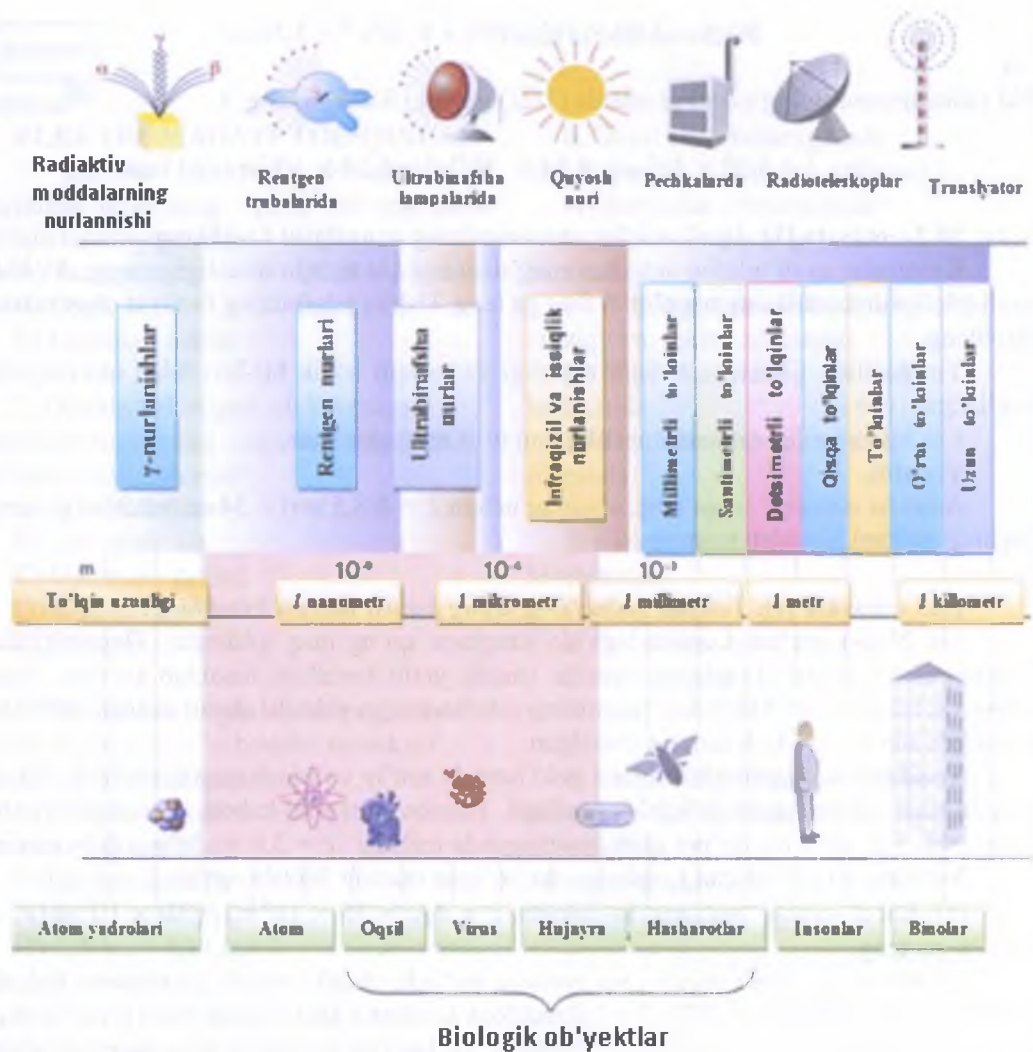 α γ β
Radiaktiv
moddalarning
nurlannishi
Rentgen
trubalarida
Ultrabinafsha
lampalarida
Quyosh
nuri
Pechkalarda
Radioteleskoplar
Translyator
γ-nurlanishlar
Rentgen nurlari
Ultrabinafsha
nurlari
Infraqizil va issiqlik
nurlanishlar
Millimetrli to'lqinlar
Santimetrli to'lqinlar
Detsimetrli to'lqinlar
Qisqa to'lqinlar
To'lqinlar
O'rta to'lqinlar
Uzun to'lqinlar
m
To'lqin uzunligi
1 nanometr
1 mikrometr
1 millimetr
1 metr
1 kilometr
Atom yadrolari
Atom
Oqsil
Virus
Hujayra
Hasharotlar
Insonlar
Binolar
Biologik ob'yektlar